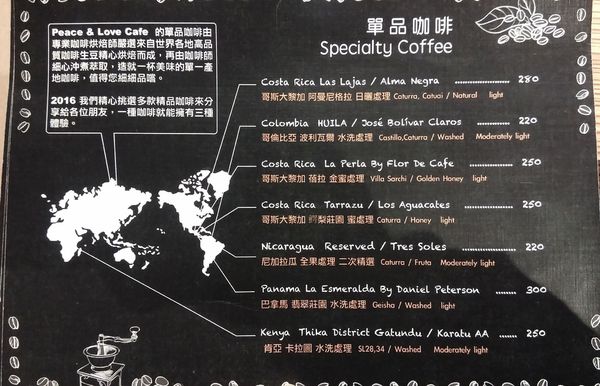 Peace & Love Cafe 的單品咖啡由
專業咖啡烘焙師嚴選來自世界各地高品
質咖啡生豆精心烘焙而成，再由咖啡師
細心沖煮萃取，造就一杯美味的單一產
地咖啡，值得您細細品嚐。
2016 我們精心挑選多款精品咖啡來分
享給各位朋友，一種咖啡就能擁有三種
體驗。
單品咖啡
Specialty Coffee
Costa Rica Las Lajas / Alma Negra 280
哥斯大黎加 阿曼尼格拉 日曬處理 Caturra, Catuai / Natural light
Colombia HUILA / José Bolívar Claros 220
哥倫比亞 波利瓦爾 水洗處理 Castillo,Caturra / Washed Moderately light
Costa Rica La Perla By Flor De Cafe 250
哥斯大黎加 蓓拉 金蜜處理 Villa Sarchi / Golden Honey light
Costa Rica Tarrazu / Los Aguacates 250
哥斯大黎加 鰐梨莊園 蜜處理 Caturra / Honey light
Nicaragua Reserved / Tres Soles 220
尼加拉瓜 全果處理 二次精選 Caturra / Fruta Moderately light
Panama La Esmeralda By Daniel Peterson 300
巴拿馬 翡翠莊園 水洗處理 Geisha / Washed light
Kenya Thika District Gatundu / Karatu AA 250
肯亞 卡拉圖 水洗處理 SL28,34 / Washed Moderately light